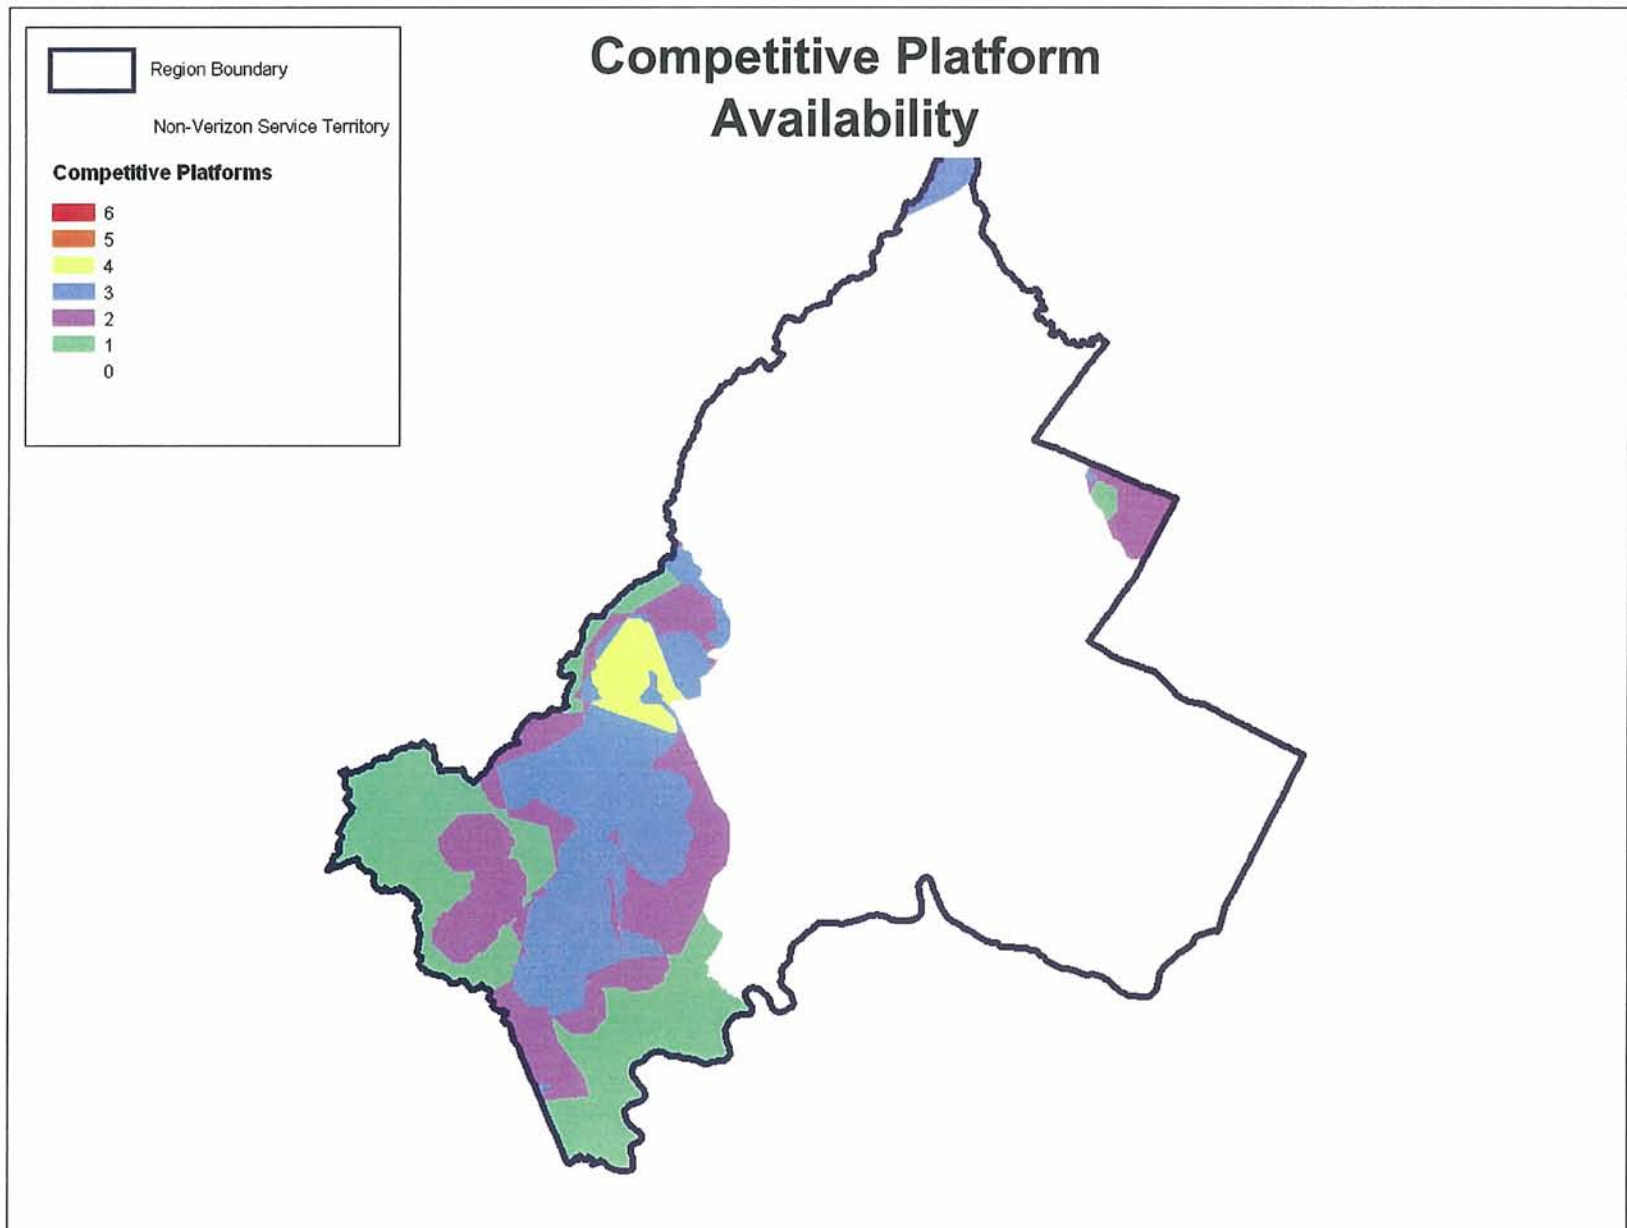 Competitive Platform
Availability
Region Boundary
Non-Verizon Service Territory
Competitive Platforms
6
5
4
3
2
1
0